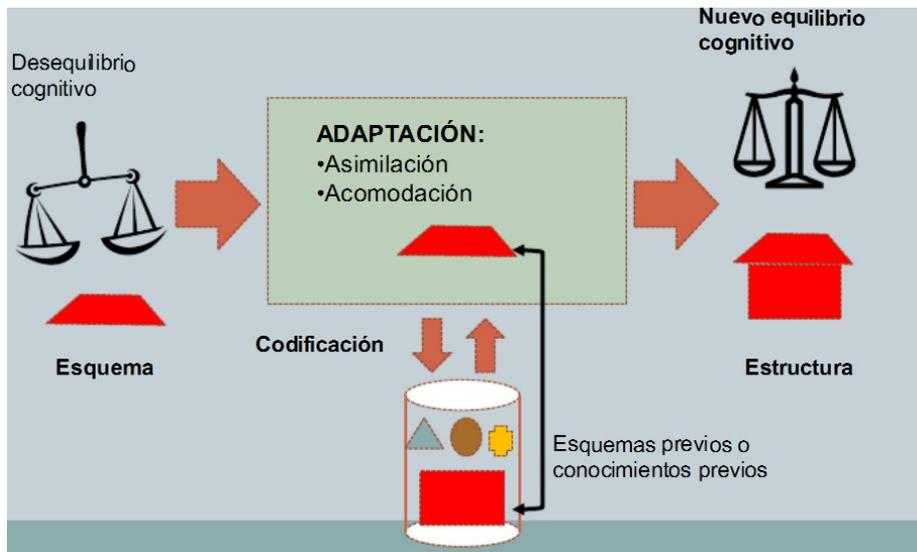 Desequilibrio
cognitivo
Nuevo equilibrio
cognitivo
ADAPTACIÓN:
•Asimilación
•Acomodación
Codificación
Esquema
Estructura
Esquemas previos o
conocimientos previos